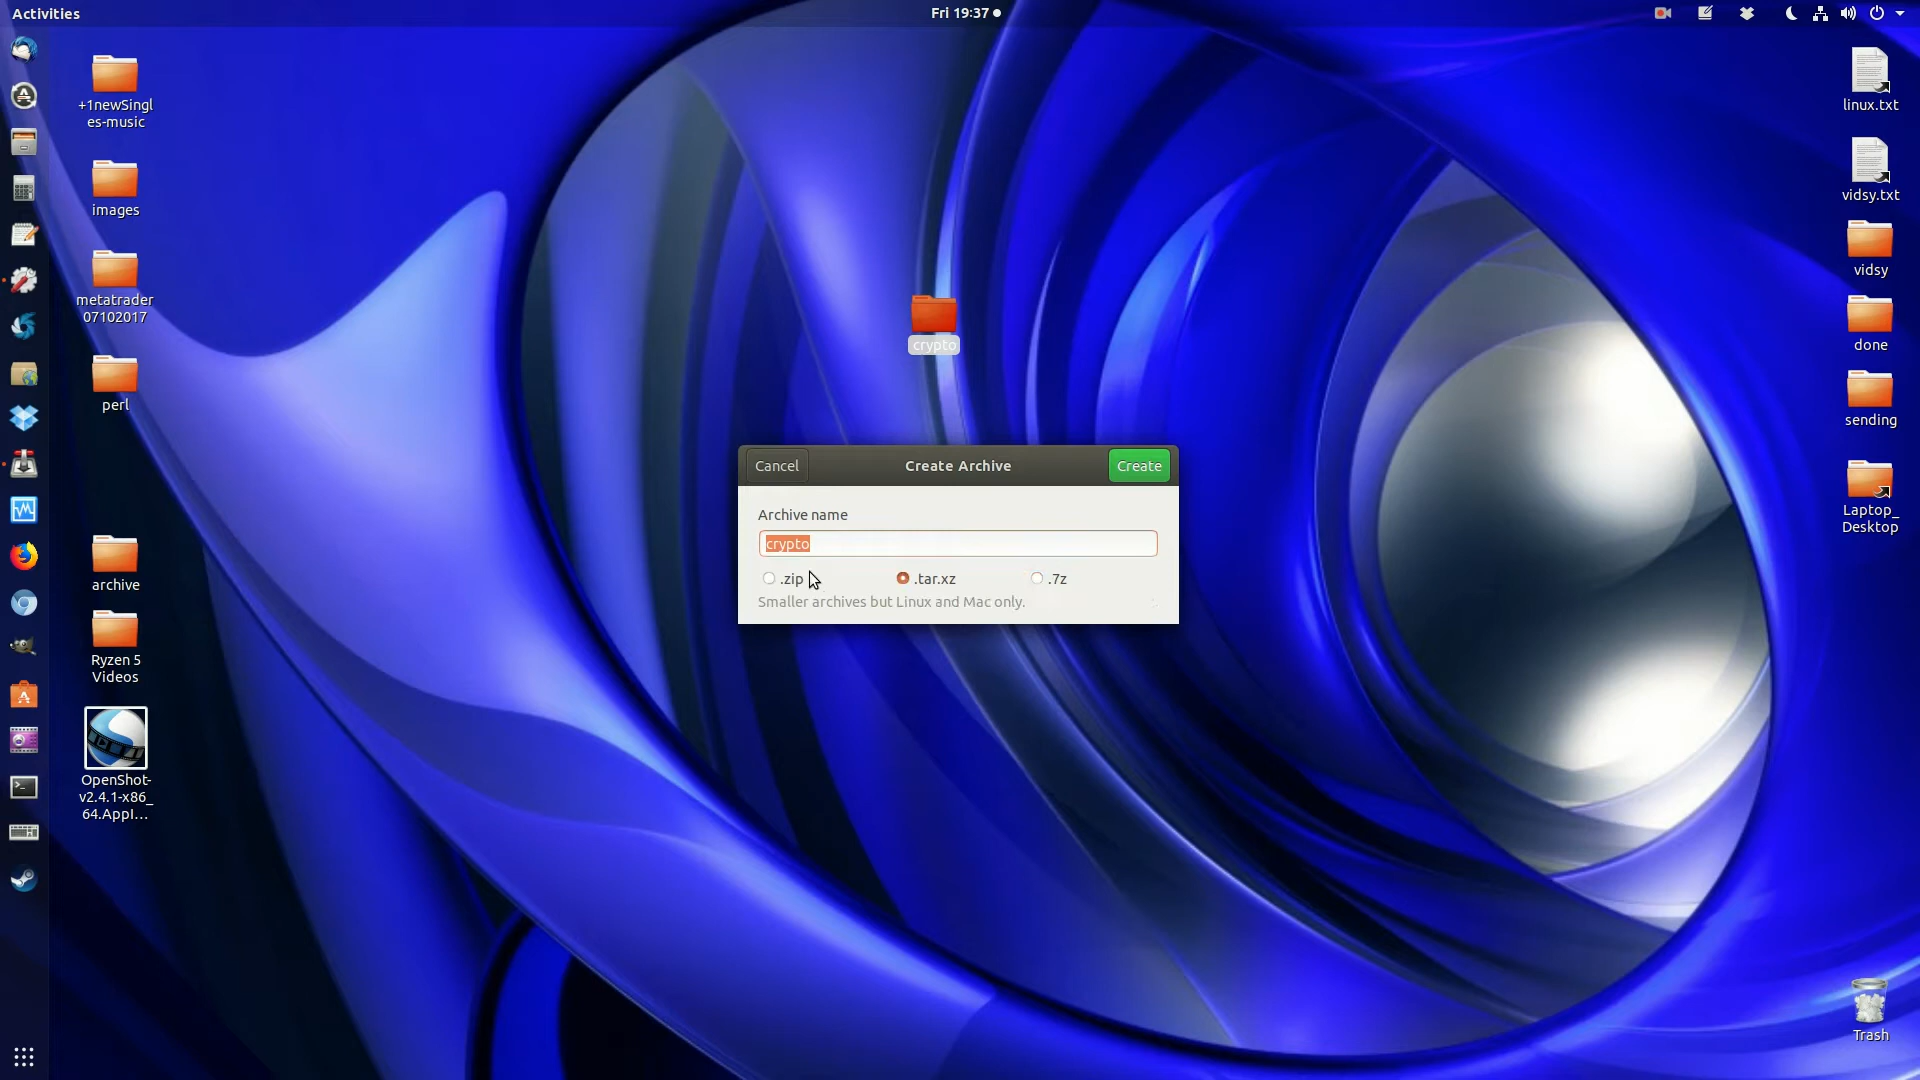 Activities
Fri 19:37
+1newSingl
es-music
images
metatrader
07102017
perl
archive
Ryzen 5
Videos
OpenShot-
v2.4.1-x86_
64.AppI...
crypto
Cancel
Create Archive
Create
Archive name
crypto
.zip
.tar.xz
.7z
Smaller archives but Linux and Mac only.
linux.txt
vidsy.txt
vidsy
done
sending
Laptop_
Desktop
Trash